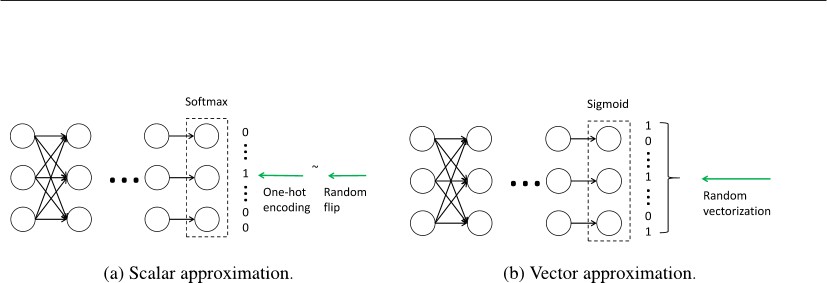 Softmax
0
1
0
0
~
One-hot
encoding
Random
flip
(a) Scalar approximation.
Sigmoid
1
0
1
0
1
Random
vectorization
(b) Vector approximation.